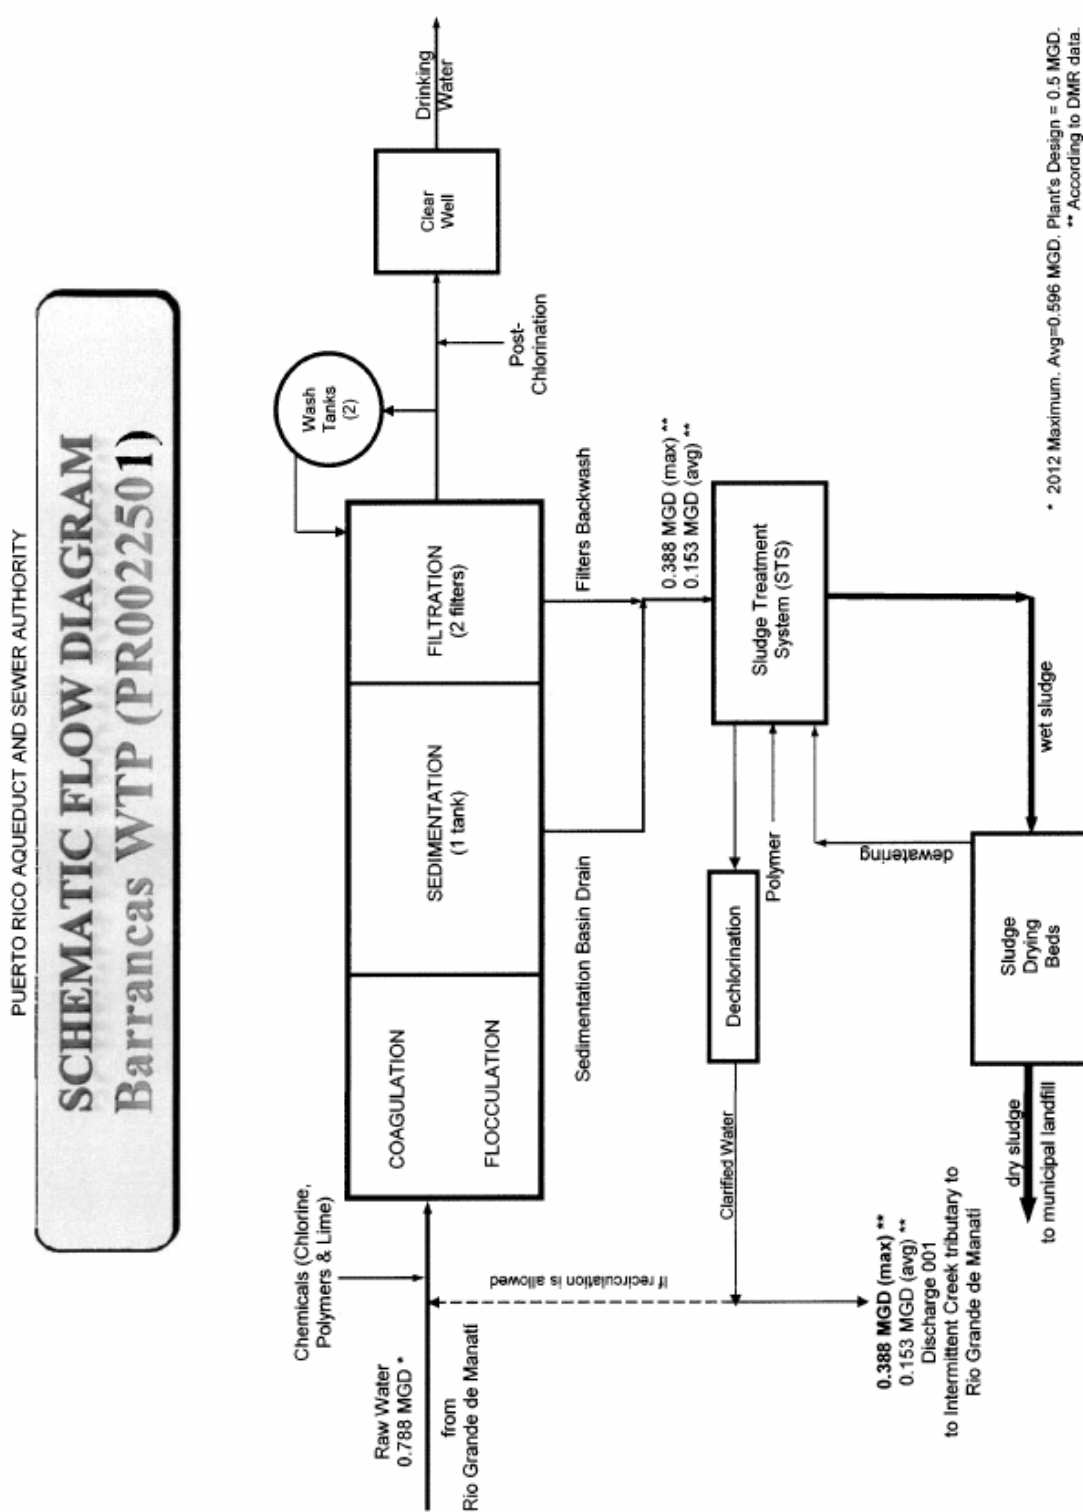 PUERTO RICO AQUEDUCT AND SEWER AUTHORITY
SCHEMATIC FLOW DIAGRAM
Barrancas WTP (PR0022501)
Raw Water
0.788 MGD *
from
Rio Grande de Manatí
Chemicals (Chlorine,
Polymers & Lime)
COAGULATION
FLOCCULATION
SEDIMENTATION
(1 tank)
FILTRATION
(2 filters)
Wash
Tanks
(2)
Post-
Chlorination
Clear
Well
Drinking
Water
Sedimentation Basin Drain
Filters Backwash
0.388 MGD (max) **
0.153 MGD (avg) **
If recirculation is allowed
Clarified Water
Dechlorination
Polymer
Sludge Treatment
System (STS)
dewatering
wet sludge
0.388 MGD (max) **
0.153 MGD (avg) **
Discharge 001
to Intermittent Creek tributary to
Rio Grande de Manatí
dry sludge
to municipal landfill
Sludge
Drying
Beds
* 2012 Maximum. Avg=0.596 MGD. Plant's Design = 0.5 MGD.
** According to DMR data.